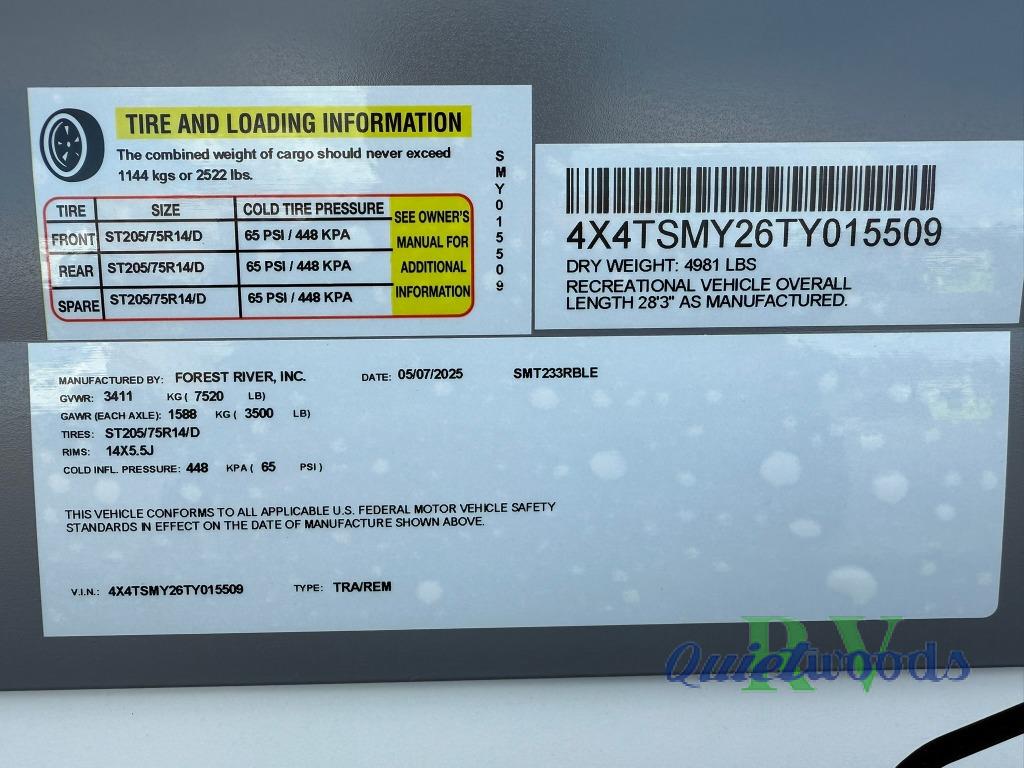 TIRE AND LOADING INFORMATION
The combined weight of cargo should never exceed
1144 kgs or 2522 lbs.
TIRE SIZE COLD TIRE PRESSURE SEE OWNER'S
FRONT ST205/75R14/D 65 PSI / 448 KPA MANUAL FOR
REAR ST205/75R14/D 65 PSI / 448 KPA ADDITIONAL
SPARE ST205/75R14/D 65 PSI / 448 KPA INFORMATION
SMY015509
4X4TSMY26TY015509
DRY WEIGHT: 4981 LBS
RECREATIONAL VEHICLE OVERALL
LENGTH 28'3" AS MANUFACTURED.
MANUFACTURED BY: FOREST RIVER, INC. DATE: 05/07/2025 SMT233RBLE
GVWR: 3411 KG ( 7520 LB)
GAWR (EACH AXLE): 1588 KG ( 3500 LB)
TIRES: ST205/75R14/D
RIMS: 14X5.5J
COLD INFL. PRESSURE: 448 KPA ( 65 PSI )
THIS VEHICLE CONFORMS TO ALL APPLICABLE U.S. FEDERAL MOTOR VEHICLE SAFETY
STANDARDS IN EFFECT ON THE DATE OF MANUFACTURE SHOWN ABOVE.
V.I.N.: 4X4TSMY26TY015509 TYPE: TRA/REM
RV
Quietwoods